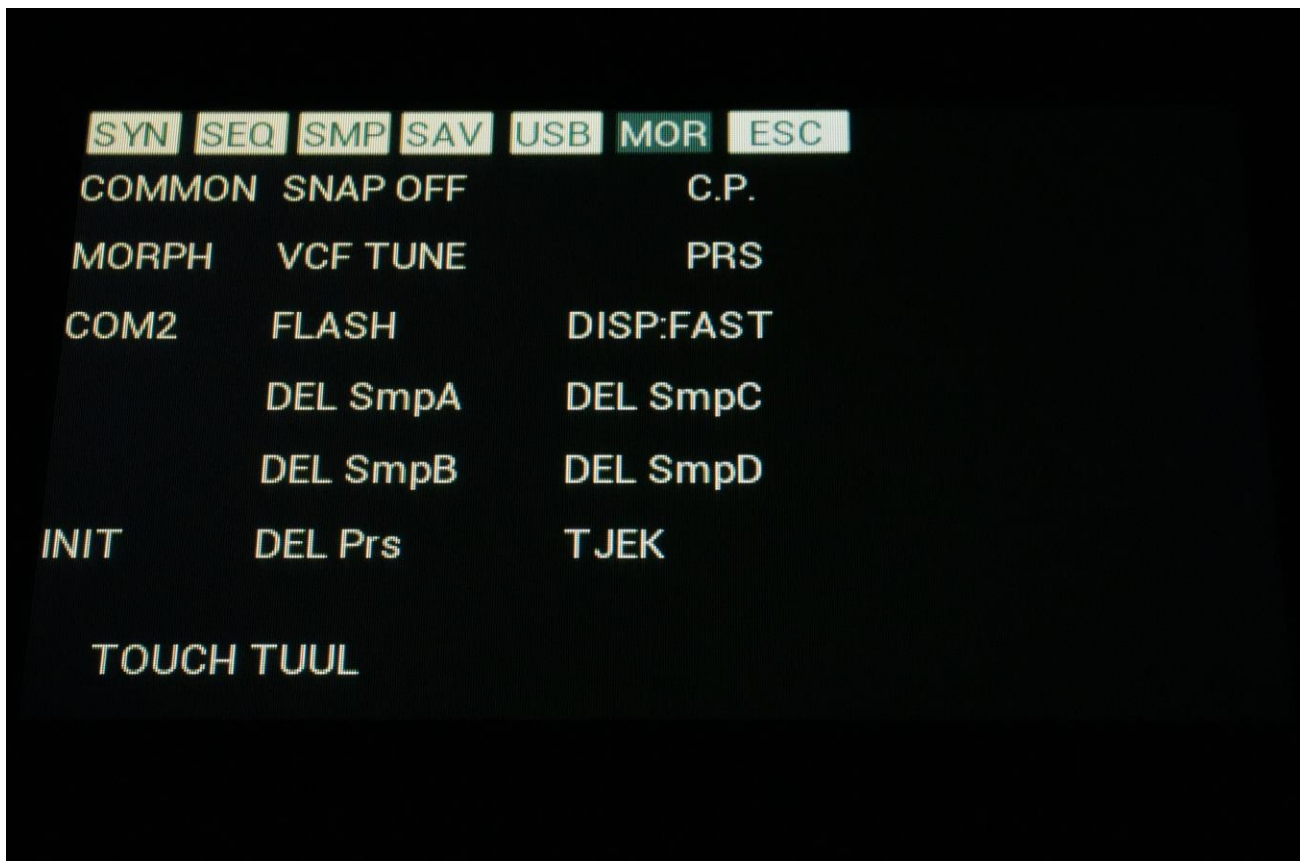 SYN SEQ SMP SAV USB MOR ESC
COMMON SNAP OFF C.P.
MORPH VCF TUNE PRS
COM2 FLASH DISP:FAST
DEL SmpA DEL SmpC
DEL SmpB DEL SmpD
INIT DEL Prs TJEK
TOUCH TUUL